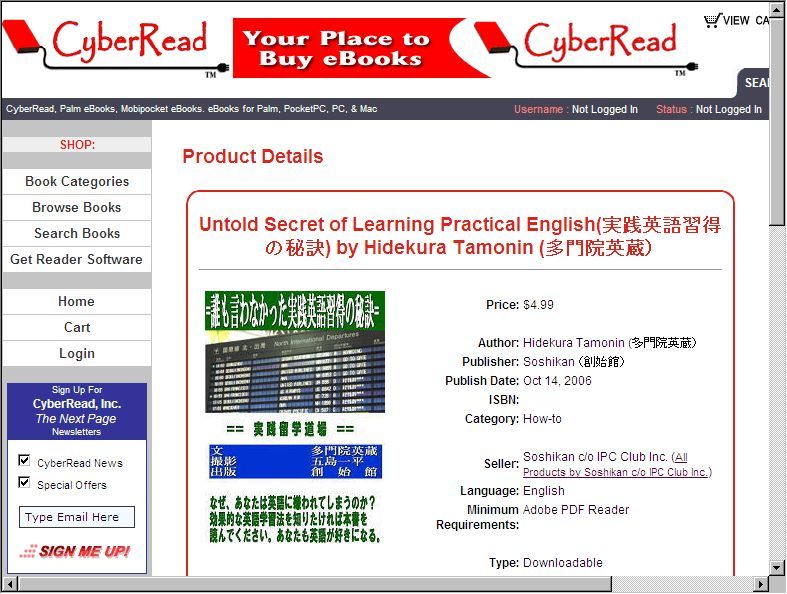 CyberRead
TM
Your Place to
Buy eBooks
CyberRead
TM
VIEW CA
SEA
CyberRead, Palm eBooks, Mobipocket eBooks. eBooks for Palm, PocketPC, PC, & Mac
Username : Not Logged In
Status : Not Logged In
SHOP:
Book Categories
Browse Books
Search Books
Get Reader Software
Home
Cart
Login
Sign Up For
CyberRead, Inc.
The Next Page
Newsletters
CyberRead News
Special Offers
Type Email Here
SIGN ME UP!
Product Details
Untold Secret of Learning Practical English(実践英語習得
の秘訣) by Hidekura Tamonin (多門院英蔵)
=誰も言わなかった実践英語習得の秘訣=
North International Departures
== 実践留学道場 ==
文 多門院英蔵
撮影 五島一平
出版 創始館
なぜ、あなたは英語に嫌われてしまうのか?
効果的な英語学習法を知りたければ本書を
読んでください。あなたも英語が好きになる。
Price: $4.99
Author: Hidekura Tamonin (多門院英蔵)
Publisher: Soshikan (創始館)
Publish Date: Oct 14, 2006
ISBN:
Category: How-to
Seller: Soshikan c/o IPC Club Inc. (All
Products by Soshikan c/o IPC Club Inc.)
Language: English
Minimum Requirements: Adobe PDF Reader
Type: Downloadable